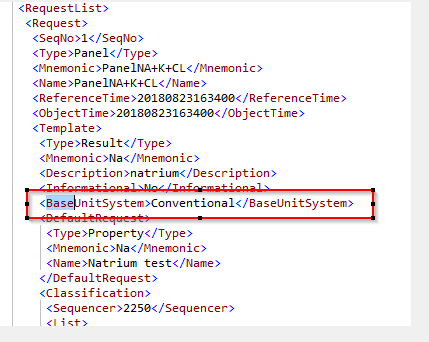 <RequestList>
<Request>
<SeqNo>1</SeqNo>
<Type>Panel</Type>
<Mnemonic>PanelNA+K+CL</Mnemonic>
<Name>PanelNA+K+CL</Name>
<ReferenceTime>20180823163400</ReferenceTime>
<ObjectTime>20180823163400</ObjectTime>
<Template>
<Type>Result</Type>
<Mnemonic>Na</Mnemonic>
<Description>natrium</Description>
<Informational>No</Informational>
<BaseUnitSystem>Conventional</BaseUnitSystem>
<DefaultRequest>
<Type>Property</Type>
<Mnemonic>Na</Mnemonic>
<Name>Natrium test</Name>
</DefaultRequest>
<Classification>
<Sequencer>2250</Sequencer>
<List>